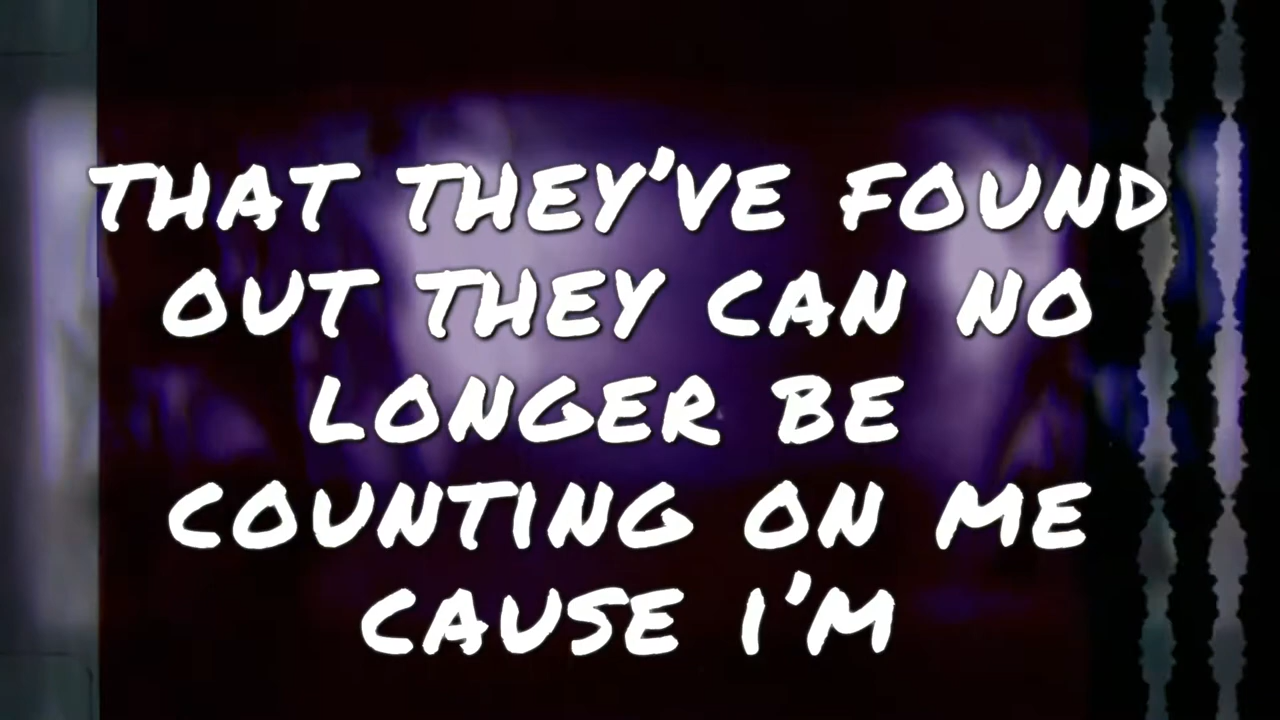 THAT THEY'VE FOUND
OUT THEY CAN NO
LONGER BE
COUNTING ON ME
CAUSE I'M